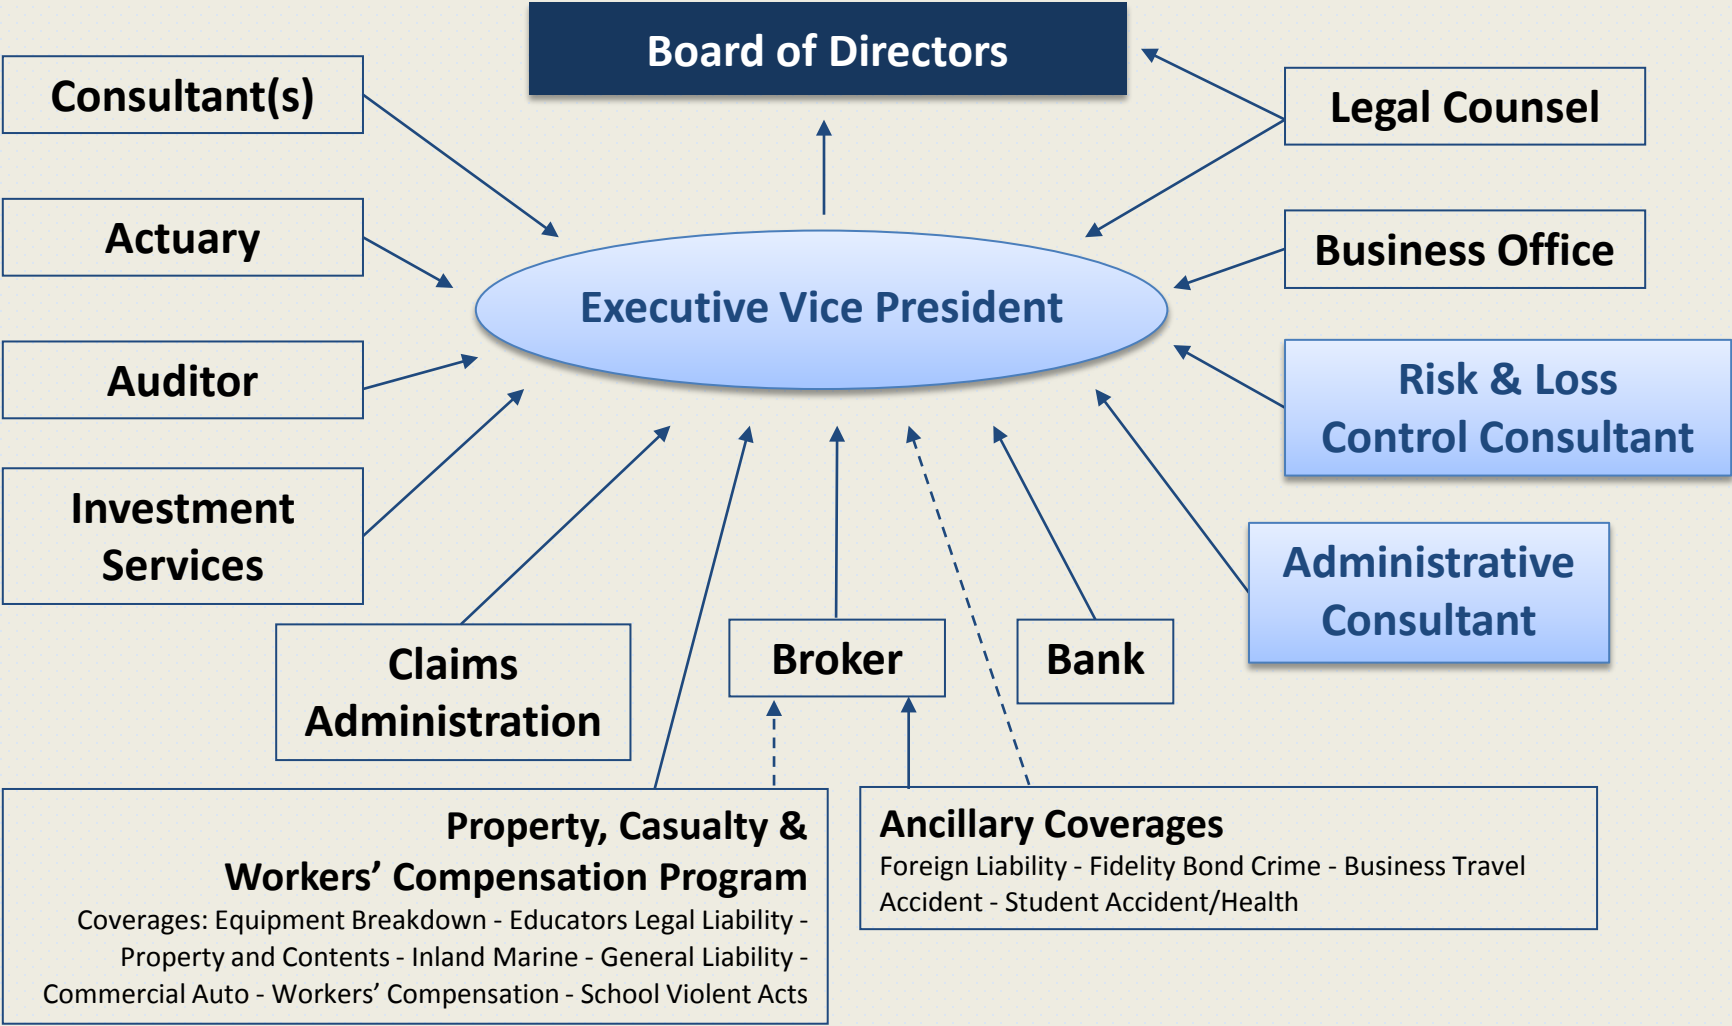 Board of Directors
Consultant(s)
Legal Counsel
Actuary
Business Office
Executive Vice President
Auditor
Risk & Loss
Control Consultant
Investment
Services
Administrative
Consultant
Claims
Administration
Broker
Bank
Property, Casualty &
Workers’ Compensation Program
Coverages: Equipment Breakdown - Educators Legal Liability -
Property and Contents - Inland Marine - General Liability -
Commercial Auto - Workers’ Compensation - School Violent Acts
Ancillary Coverages
Foreign Liability - Fidelity Bond Crime - Business Travel
Accident - Student Accident/Health